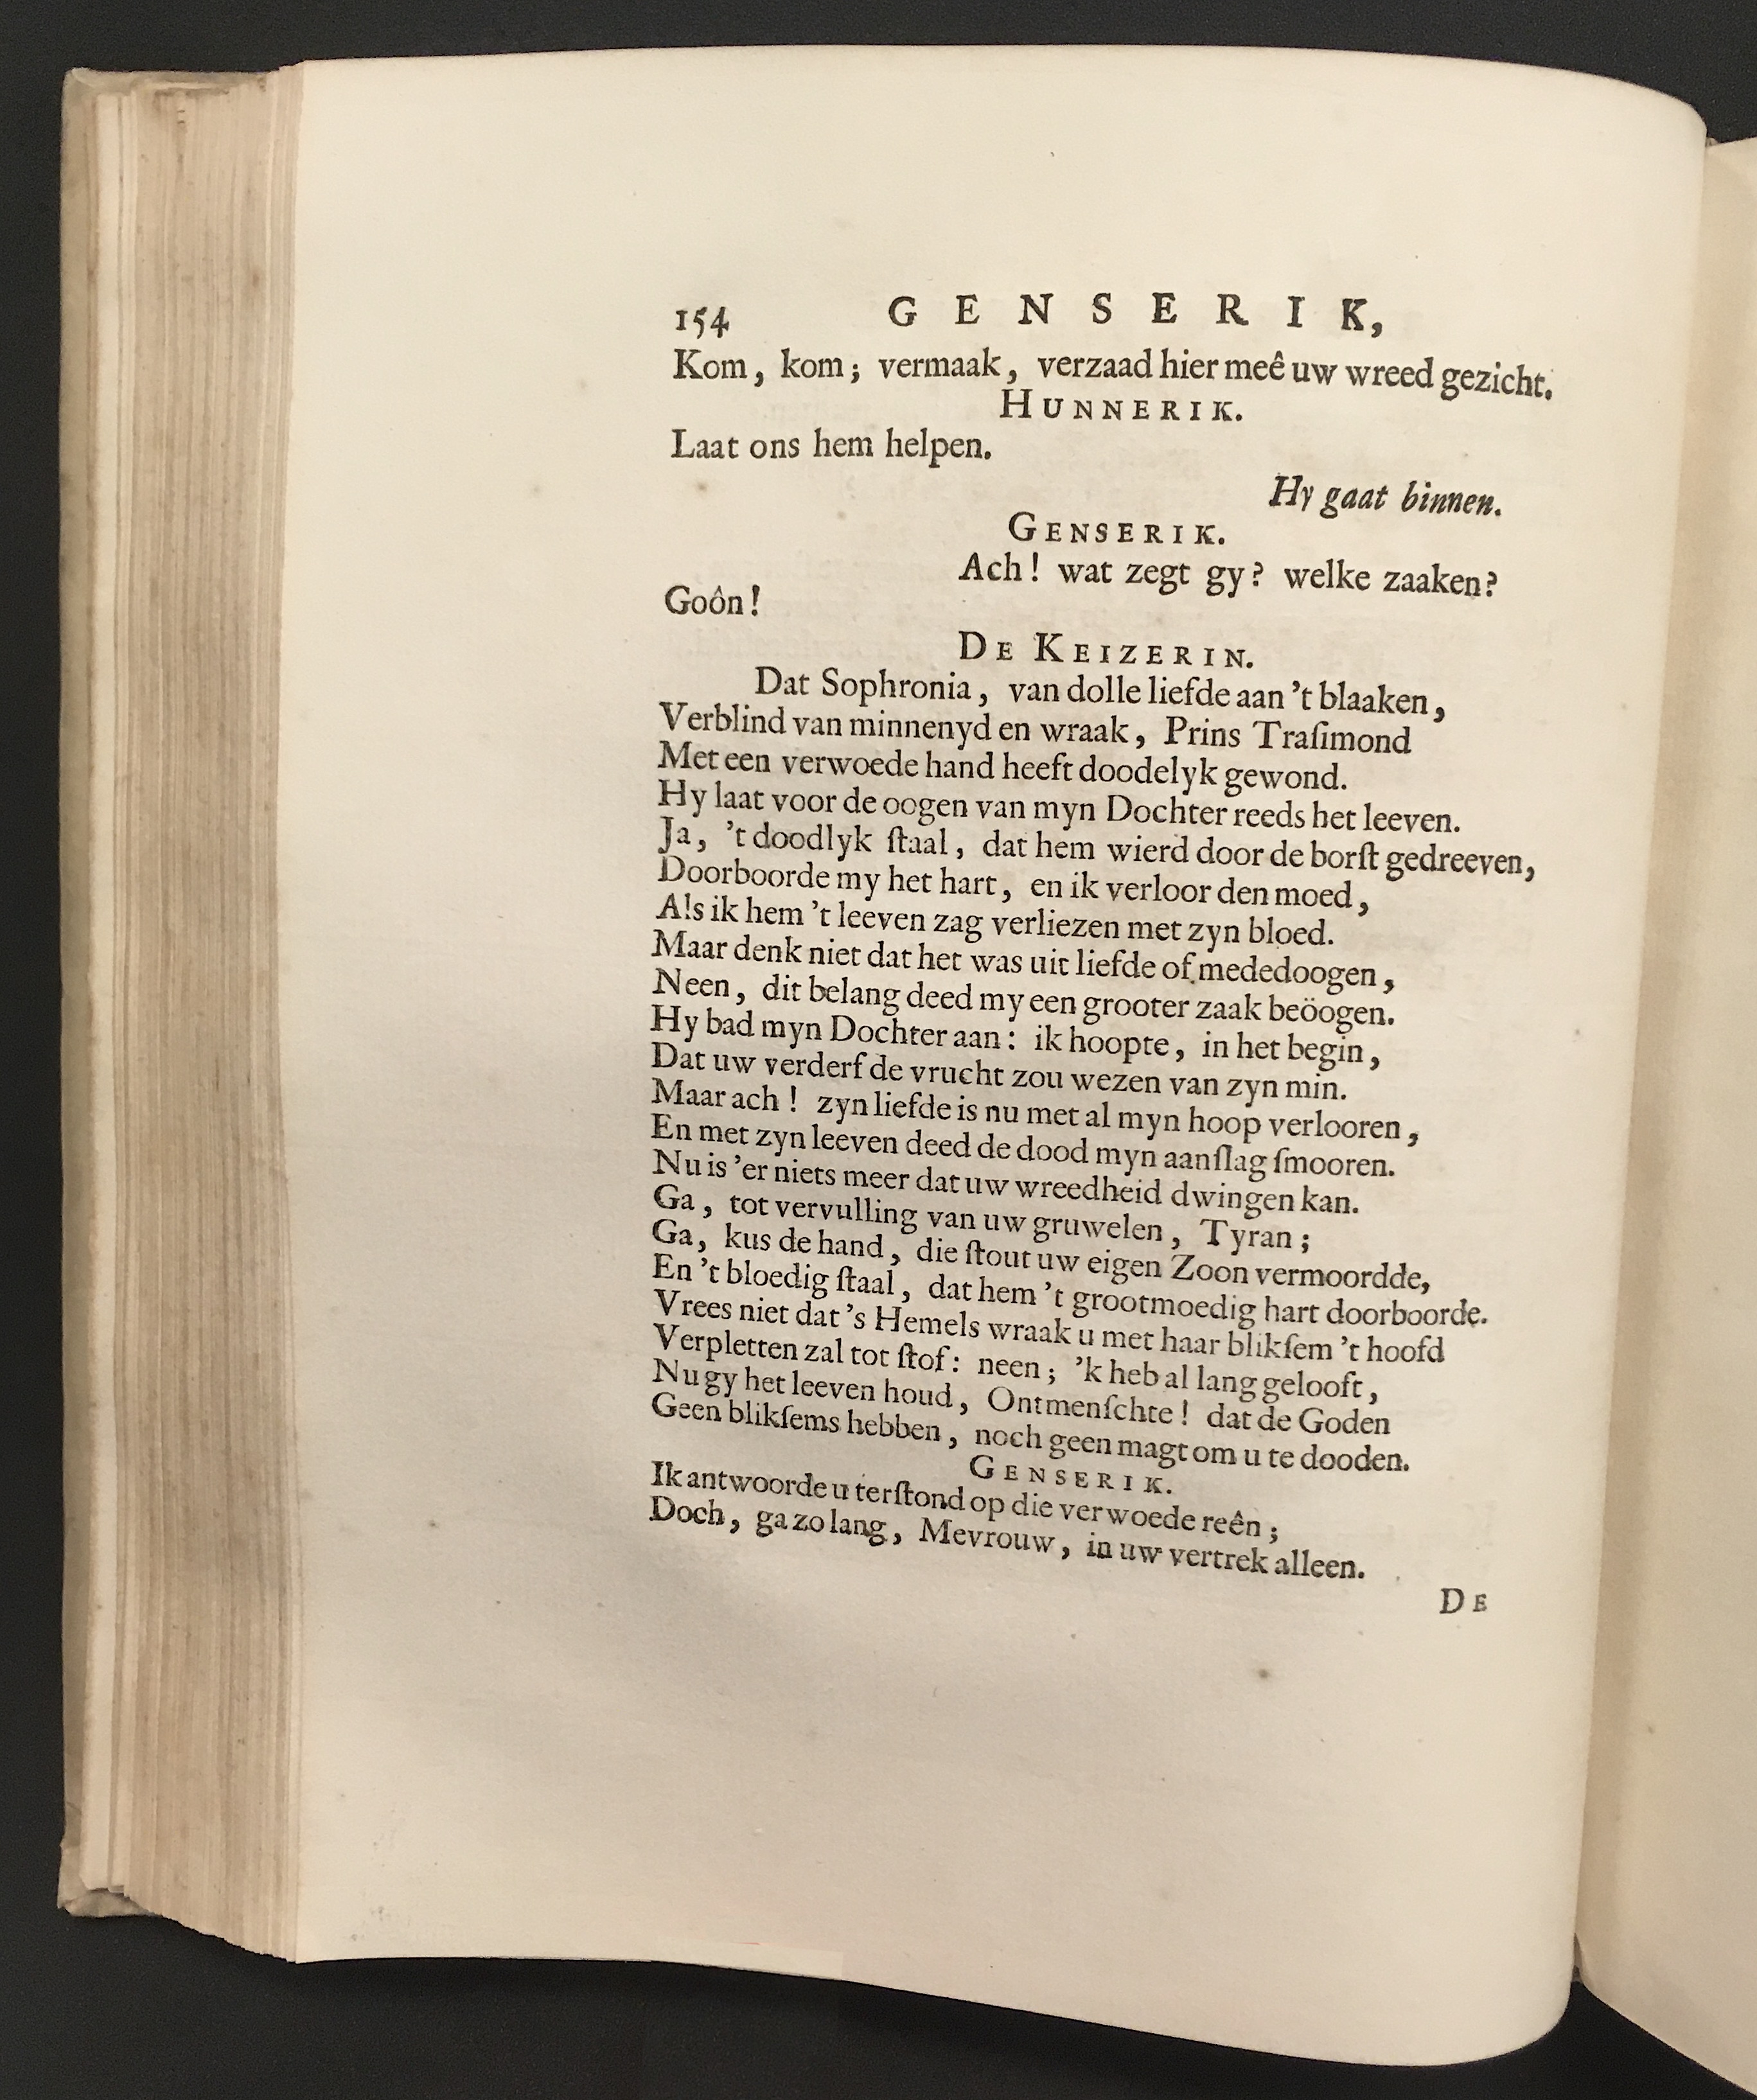 154 GENSERIK,
Kom, kom; vermaak, verzaad hier meê uw wreed gezicht.
HUNNERIK.
Laat ons hem helpen.
Hy gaat binnen.
GENSERIK.
Ach! wat zegt gy? welke zaaken?
Goôn!
DE KEIZERIN.
Dat Sophronia, van dolle liefde aan 't blaaken,
Verblind van minnenyd en wraak, Prins Traſimond
Met een verwoede hand heeft doodelyk gewond.
Hy laat voor de oogen van myn Dochter reeds het leeven.
Ja, 't doodlyk ſtaal, dat hem wierd door de borſt gedreeven,
Doorboorde my het hart, en ik verloor den moed,
Als ik hem 't leeven zag verliezen met zyn bloed.
Maar denk niet dat het was uit liefde of mededoogen,
Neen, dit belang deed my een grooter zaak beöogen.
Hy bad myn Dochter aan: ik hoopte, in het begin,
Dat uw verderf de vrucht zou wezen van zyn min.
Maar ach! zyn liefde is nu met al myn hoop verlooren,
En met zyn leeven deed de dood myn aanſlag ſmooren.
Nu is 'er niets meer dat uw wreedheid dwingen kan.
Ga, tot vervulling van uw gruwelen, Tyran;
Ga, kus de hand, die ſtout uw eigen Zoon vermoordde,
En 't bloedig ſtaal, dat hem 't grootmoedig hart doorboorde.
Vrees niet dat 's Hemels wraak u met haar blikſem 't hoofd
Verpletten zal tot ſtof: neen; 'k heb al lang gelooft,
Nu gy het leeven houd, Ontmenſchte! dat de Goden
Geen blikſems hebben, noch geen magt om u te dooden.
GENSERIK.
Ik antwoorde u terſtond op die verwoede reên;
Doch, ga zo lang, Mevrouw, in uw vertrek alleen.
DE